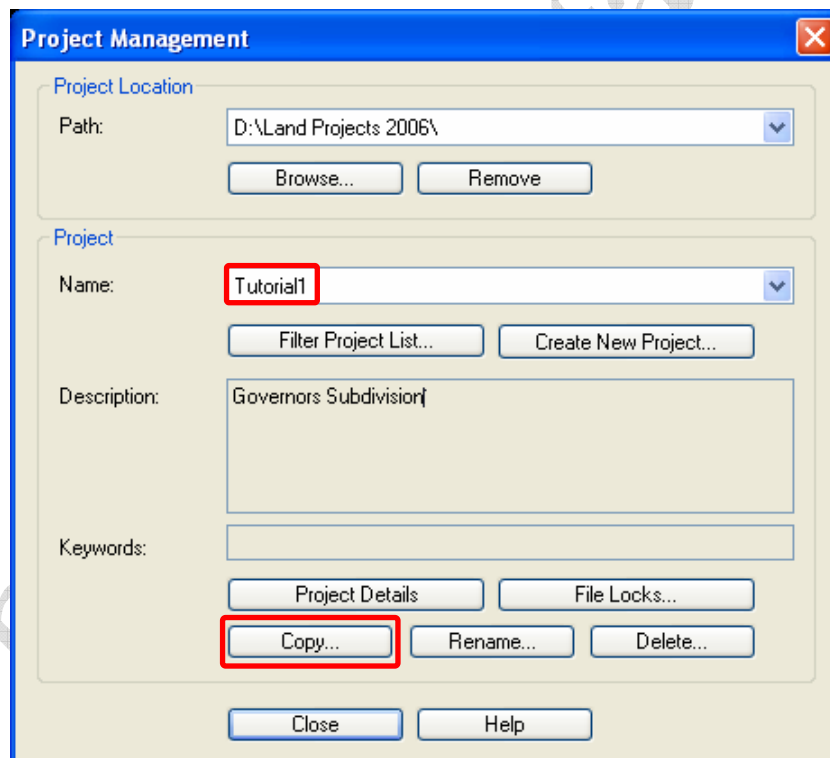 Project Management
Project Location
Path: D:\Land Projects 2006\
Browse... Remove
Project
Name: Tutorial1
Filter Project List... Create New Project...
Description: Governors Subdivision
Keywords:
Project Details File Locks...
Copy... Rename... Delete...
Close Help